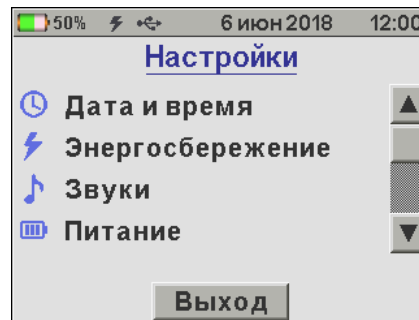 50% 6 июн 2018 12:00
Настройки
Дата и время
Энергосбережение
Звуки
Питание
Выход